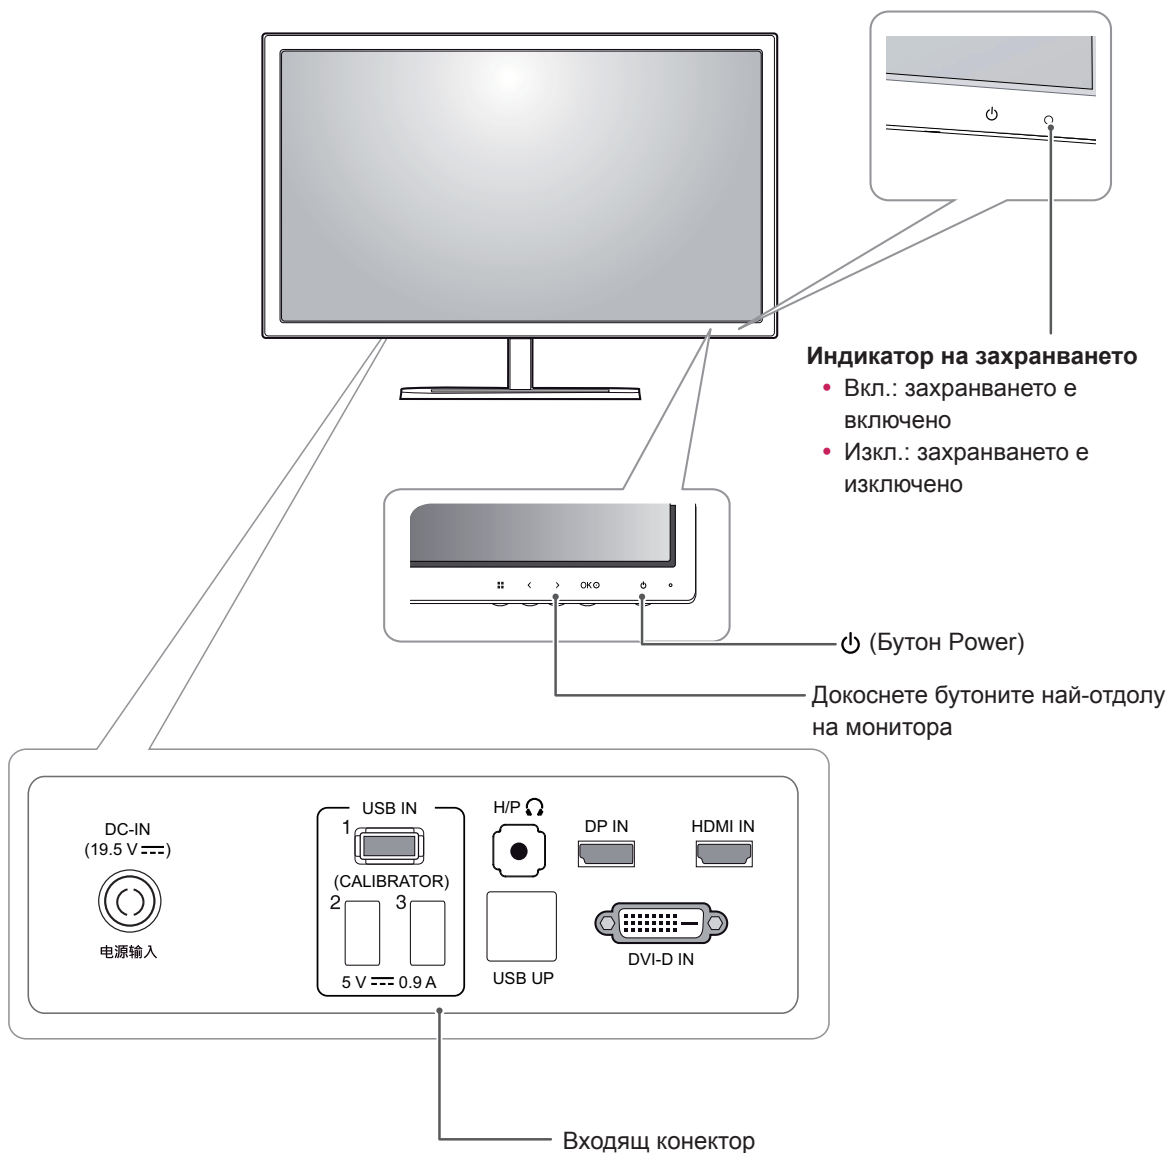 Индикатор на захранването
• Вкл.: захранването е
включено
• Изкл.: захранването е
изключено
OK
(Бутон Power)
Докоснете бутоните най-отдолу
на монитора
DC-IN
(19.5 V ⎓)
电源输入
USB IN
1
(CALIBRATOR)
2 3
5 V ⎓ 0.9 A
H/P
USB UP
DP IN
HDMI IN
DVI-D IN
Входящ конектор